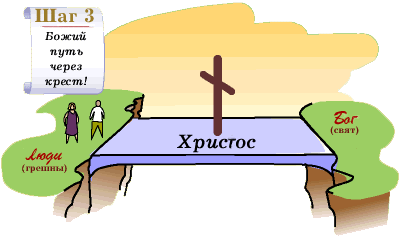 Шаг 3
Божий
путь
через
крест!
Христос
Бог
(свят)
Люди
(грешны)